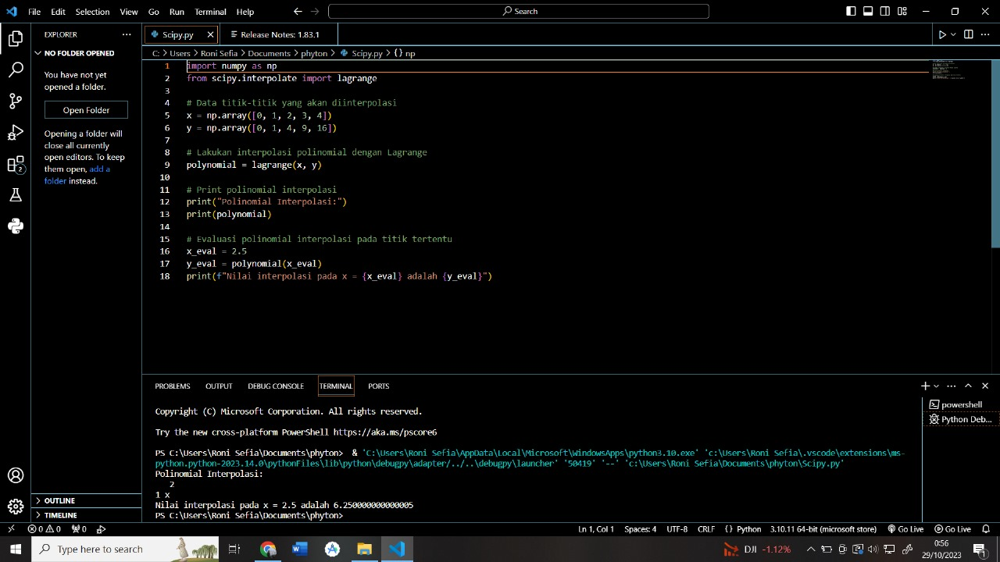 File Edit Selection View Go Run Terminal Help
Search
EXPLORER
NO FOLDER OPENED
You have not yet
opened a folder.
Open Folder
Opening a folder will
close all currently
open editors. To keep
them open, add a
folder instead.
OUTLINE
TIMELINE
2
Scipy.py
Release Notes: 1.83.1
C: > Users > Roni Sefia > Documents > phyton > Scipy.py > {} np
1 import numpy as np
2 from scipy.interpolate import lagrange
3
4 # Data titik-titik yang akan diinterpolasi
5 x = np.array([0, 1, 2, 3, 4])
6 y = np.array([0, 1, 4, 9, 16])
7
8 # Lakukan interpolasi polinomial dengan Lagrange
9 polynomial = lagrange(x, y)
10
11 # Print polinomial interpolasi
12 print("Polinomial Interpolasi:")
13 print(polynomial)
14
15 # Evaluasi polinomial interpolasi pada titik tertentu
16 x_eval = 2.5
17 y_eval = polynomial(x_eval)
18 print(f"Nilai interpolasi pada x = {x_eval} adalah {y_eval}")
PROBLEMS OUTPUT DEBUG CONSOLE TERMINAL PORTS
Copyright (C) Microsoft Corporation. All rights reserved.
Try the new cross-platform PowerShell https://aka.ms/pscore6
PS C:\Users\Roni Sefia\Documents\phyton> & 'C:\Users\Roni Sefia\AppData\Local\Microsoft\WindowsApps\python3.10.exe' 'c:\Users\Roni Sefia\.vscode\extensions\ms-
python.python-2023.14.0\pythonFiles\lib\python\debugpy\adapter/../..\debugpy\launcher' '50419' '--' 'c:\Users\Roni Sefia\Documents\phyton\Scipy.py'
Polinomial Interpolasi:
2
1 x
Nilai interpolasi pada x = 2.5 adalah 6.250000000000005
PS C:\Users\Roni Sefia\Documents\phyton>
powershell
Python Deb...
0 0 0 Ln 1, Col 1 Spaces: 4 UTF-8 CRLF {} Python 3.10.11 64-bit (microsoft store) Go Live Go Live
Type here to search
DJI -1.12%
0:56
29/10/2023
1